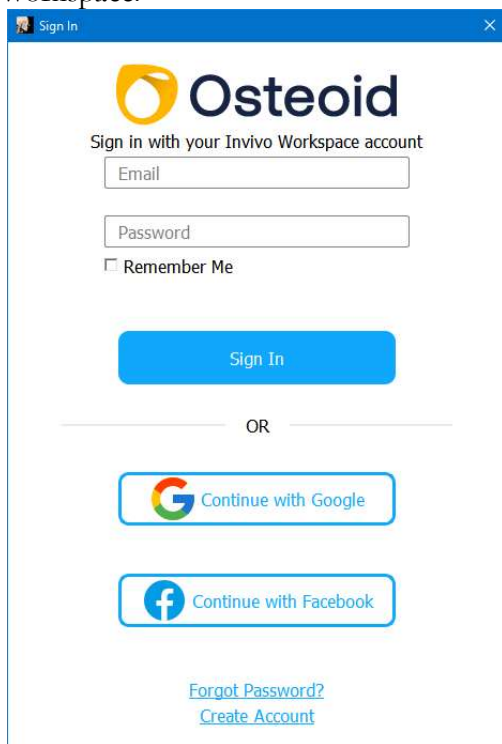 workspace.
Sign In
Osteoid
Sign in with your Invivo Workspace account
Email
Password
Remember Me
Sign In
OR
Continue with Google
Continue with Facebook
Forgot Password?
Create Account